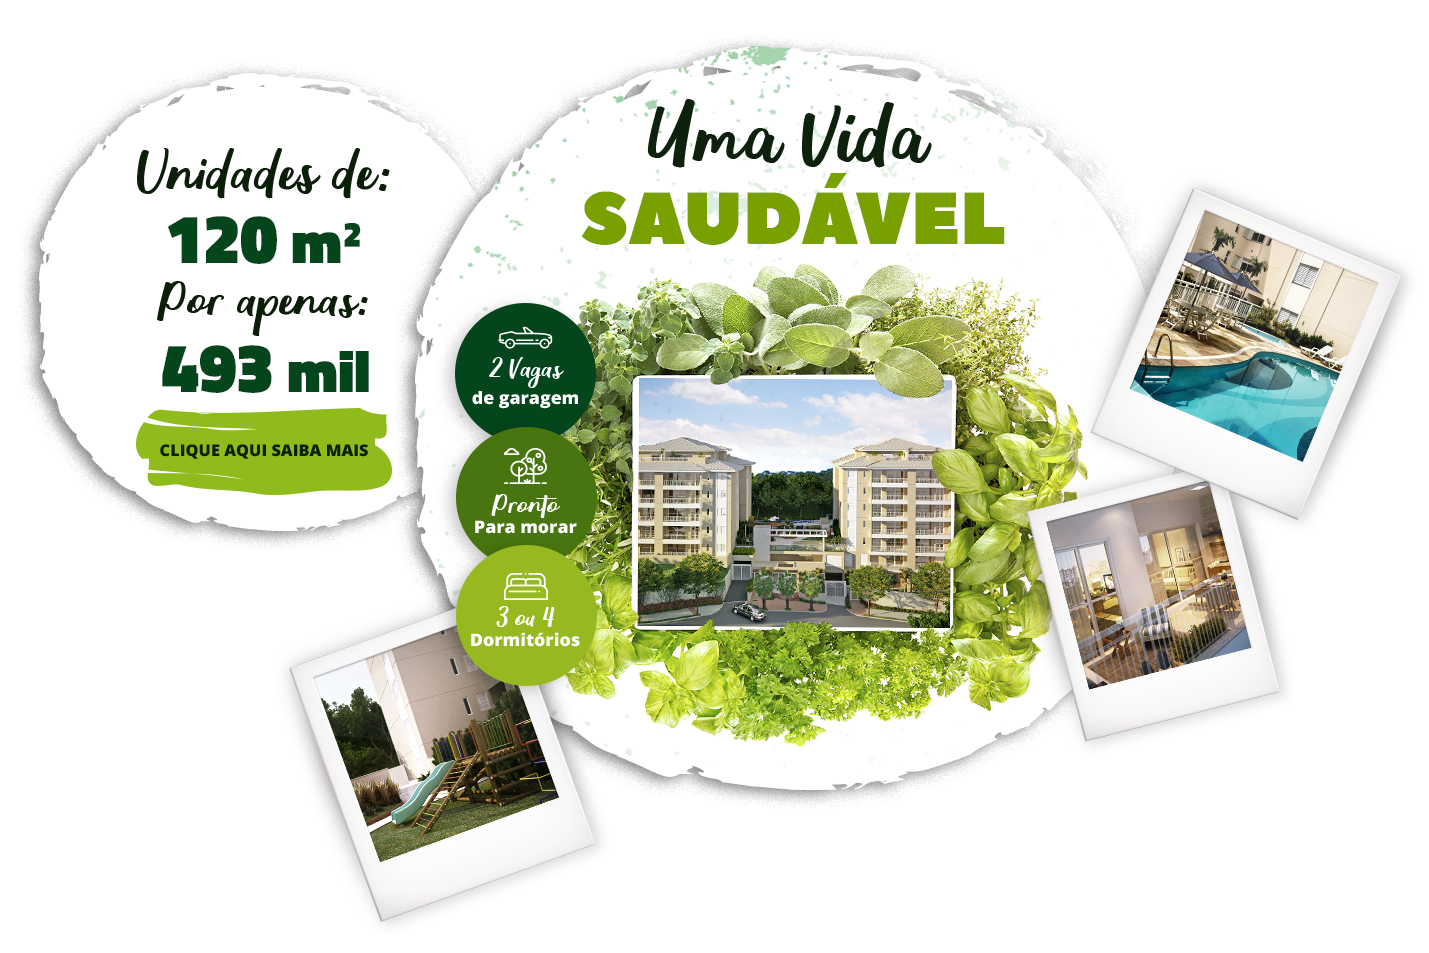 Unidades de:
120 m²
Por apenas:
493 mil
CLIQUE AQUI SAIBA MAIS
Uma Vida
SAUDÁVEL
2 Vagas
de garagem
Pronto
Para morar
3 ou 4
Dormitórios